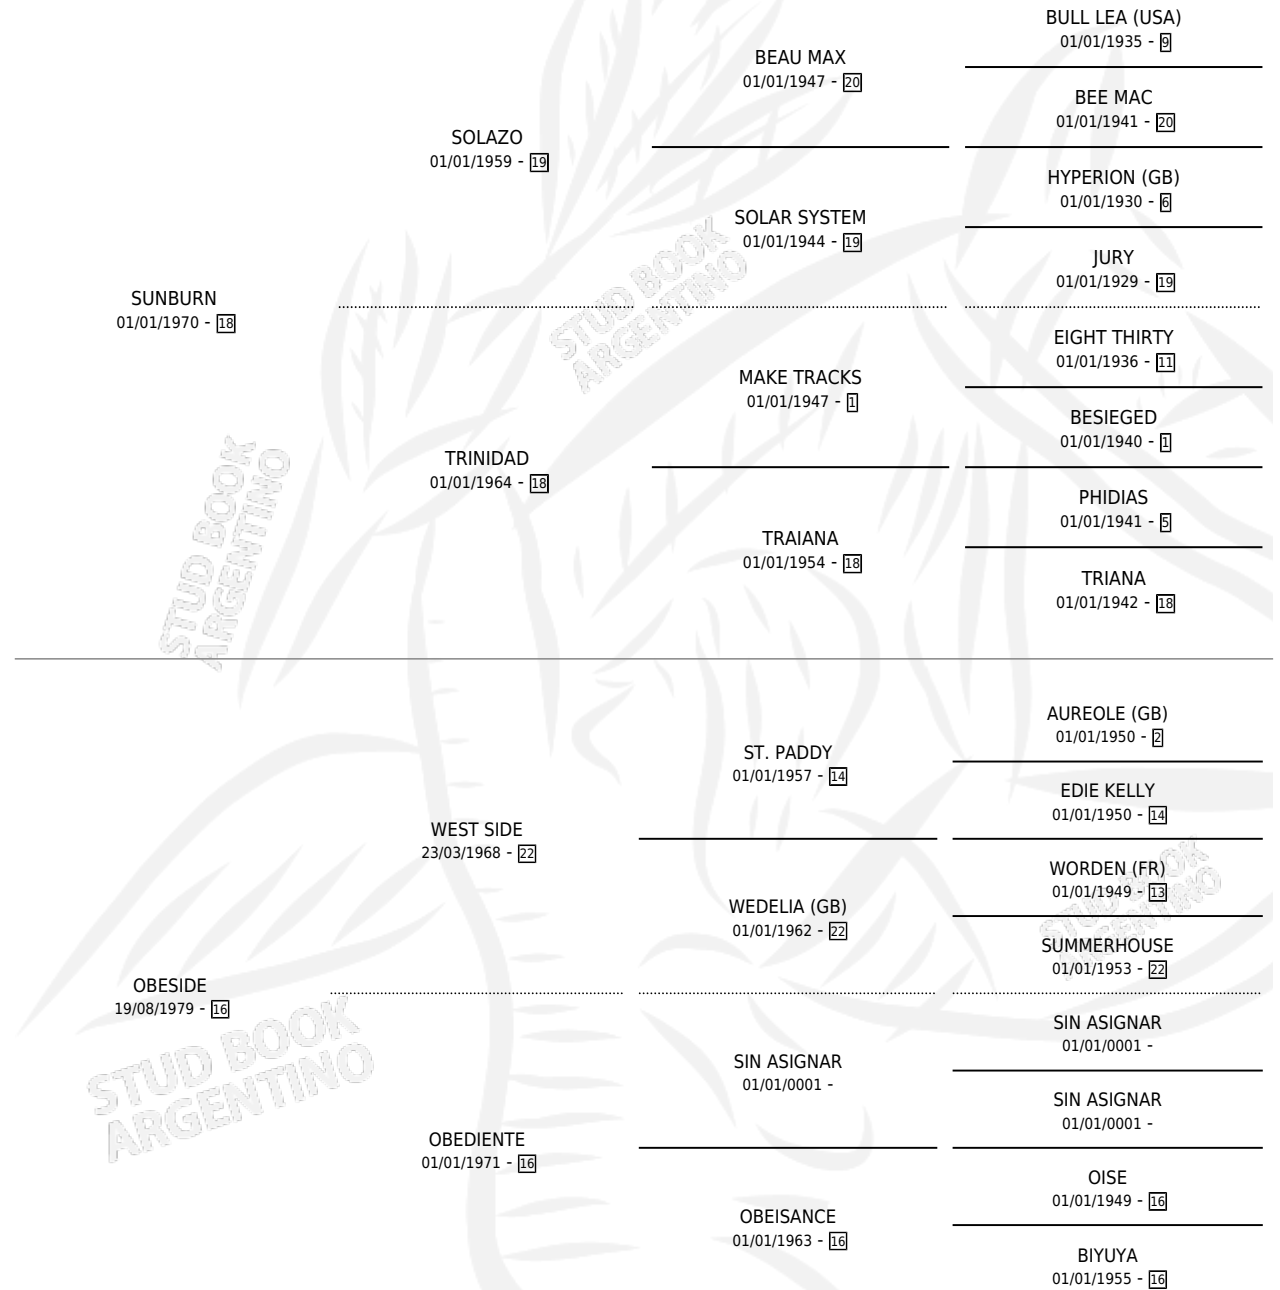 BULL LEA (USA)
01/01/1935 - 9
BEAU MAX
01/01/1947 - 20
BEE MAC
01/01/1941 - 20
SOLAZO
01/01/1959 - 19
HYPERION (GB)
01/01/1930 - 6
SOLAR SYSTEM
01/01/1944 - 19
JURY
01/01/1929 - 19
SUNBURN
01/01/1970 - 18
EIGHT THIRTY
01/01/1936 - 11
MAKE TRACKS
01/01/1947 - 1
BESIEGED
01/01/1940 - 1
TRINIDAD
01/01/1964 - 18
PHIDIAS
01/01/1941 - 5
TRAIANA
01/01/1954 - 18
TRIANA
01/01/1942 - 18
AUREOLE (GB)
01/01/1950 - 2
ST. PADDY
01/01/1957 - 14
EDIE KELLY
01/01/1950 - 14
WEST SIDE
23/03/1968 - 22
WORDEN (FR)
01/01/1949 - 13
WEDELIA (GB)
01/01/1962 - 22
SUMMERHOUSE
01/01/1953 - 22
OBESIDE
19/08/1979 - 16
SIN ASIGNAR
01/01/0001 -
SIN ASIGNAR
01/01/0001 -
SIN ASIGNAR
01/01/0001 -
OBEDIENTE
01/01/1971 - 16
OISE
01/01/1949 - 16
OBEISANCE
01/01/1963 - 16
BIYUYA
01/01/1955 - 16
STUD BOOK
ARGENTINO
STUD BOOK
ARGENTINO
STUD BOOK
ARGENTINO
STUD BOOK
ARGENTINO